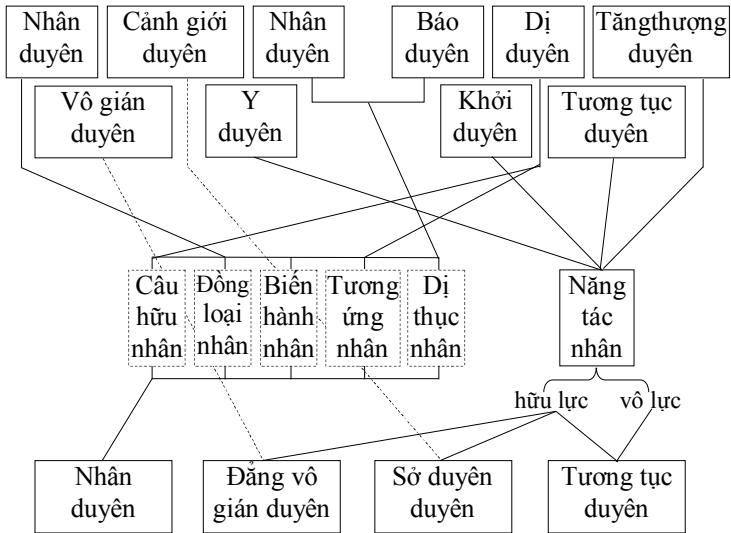 Nhân
duyên
Cảnh giới
duyên
Nhân
duyên
Báo
duyên
Dị
duyên
Tăngthượng
duyên
Vô gián
duyên
Y
duyên
Khởi
duyên
Tương tục
duyên
Câu
hữu
nhân
Đồng
loại
nhân
Biến
hành
nhân
Tương
ứng
nhân
Dị
thục
nhân
Năng
tác
nhân
hữu lực
vô lực
Nhân
duyên
Đẳng vô
gián duyên
Sở duyên
duyên
Tương tục
duyên